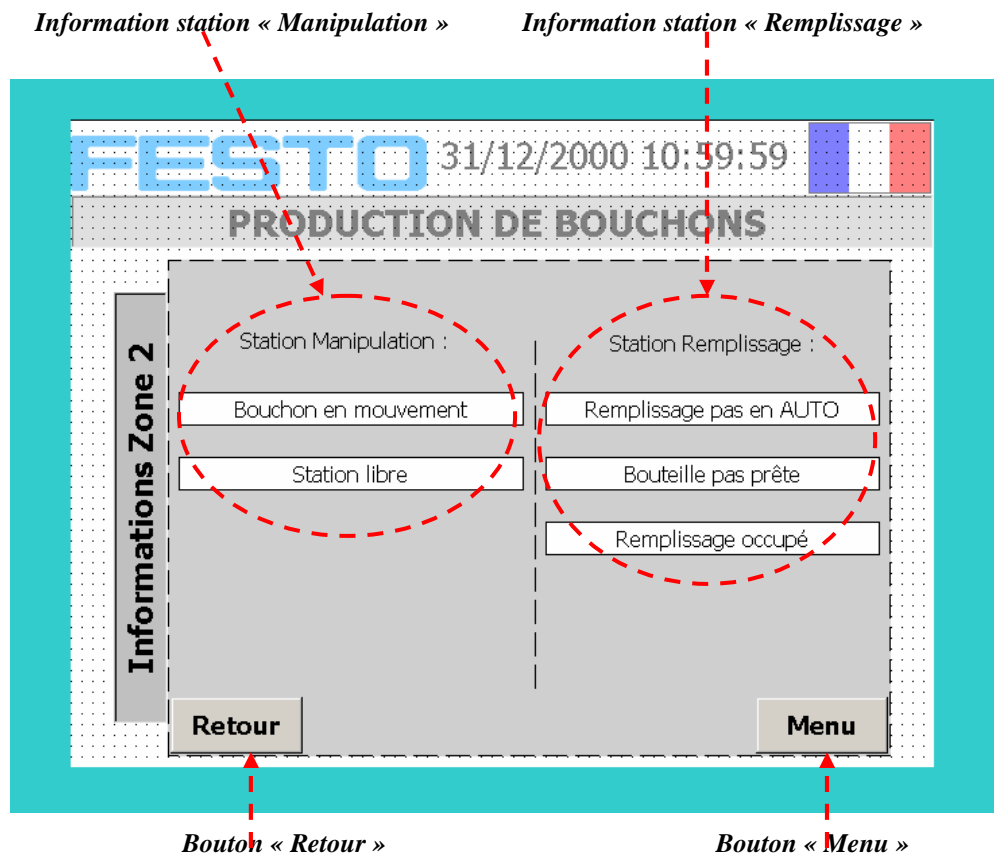 Information station « Manipulation »
Information station « Remplissage »
FESTO
31/12/2000 10:59:59
PRODUCTION DE BOUCHONS
Informations Zone 2
Station Manipulation :
Bouchon en mouvement
Station libre
Station Remplissage :
Remplissage pas en AUTO
Bouteille pas prête
Remplissage occupé
Retour
Menu
Bouton « Retour »
Bouton « Menu »